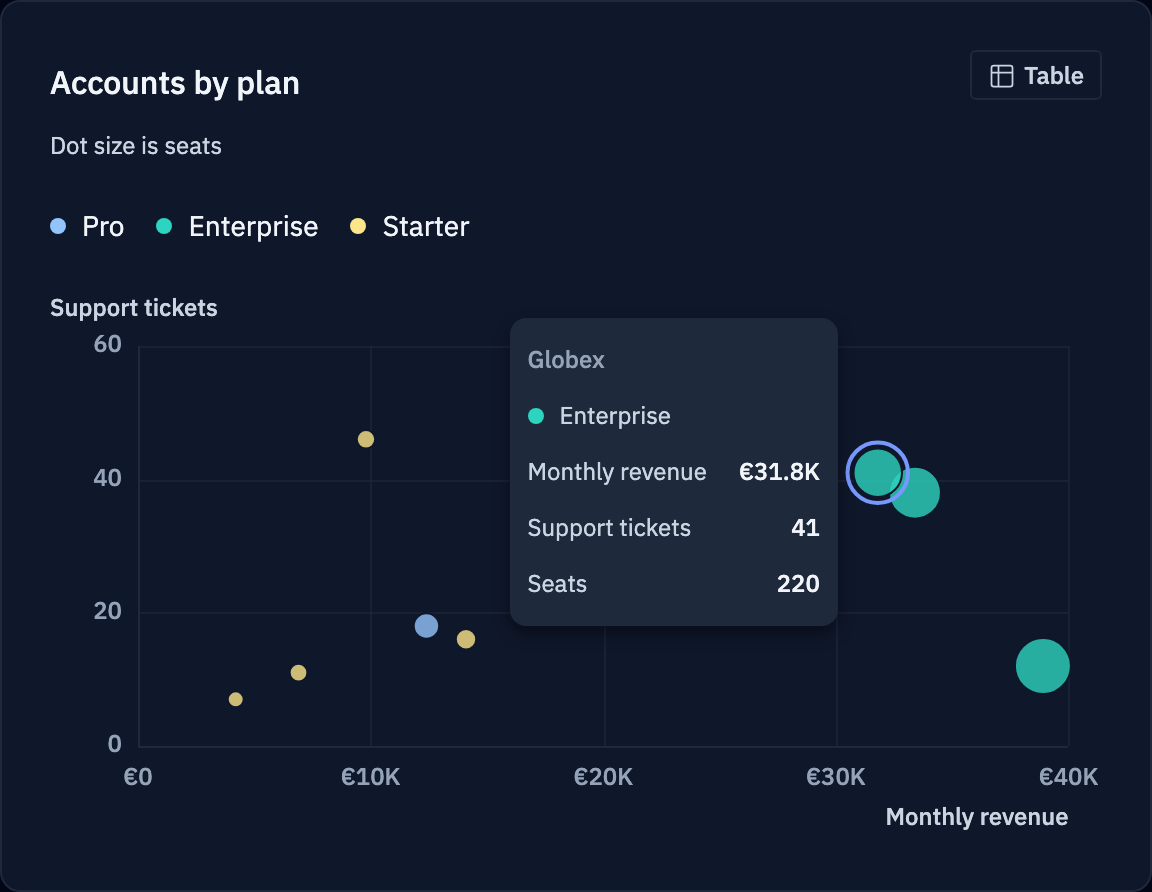 Accounts by plan
Table
Dot size is seats
Pro
Enterprise
Starter
Support tickets
60
40
20
0
Globex
Enterprise
Monthly revenue €31.8K
Support tickets 41
Seats 220
€0 €10K €20K €30K €40K
Monthly revenue